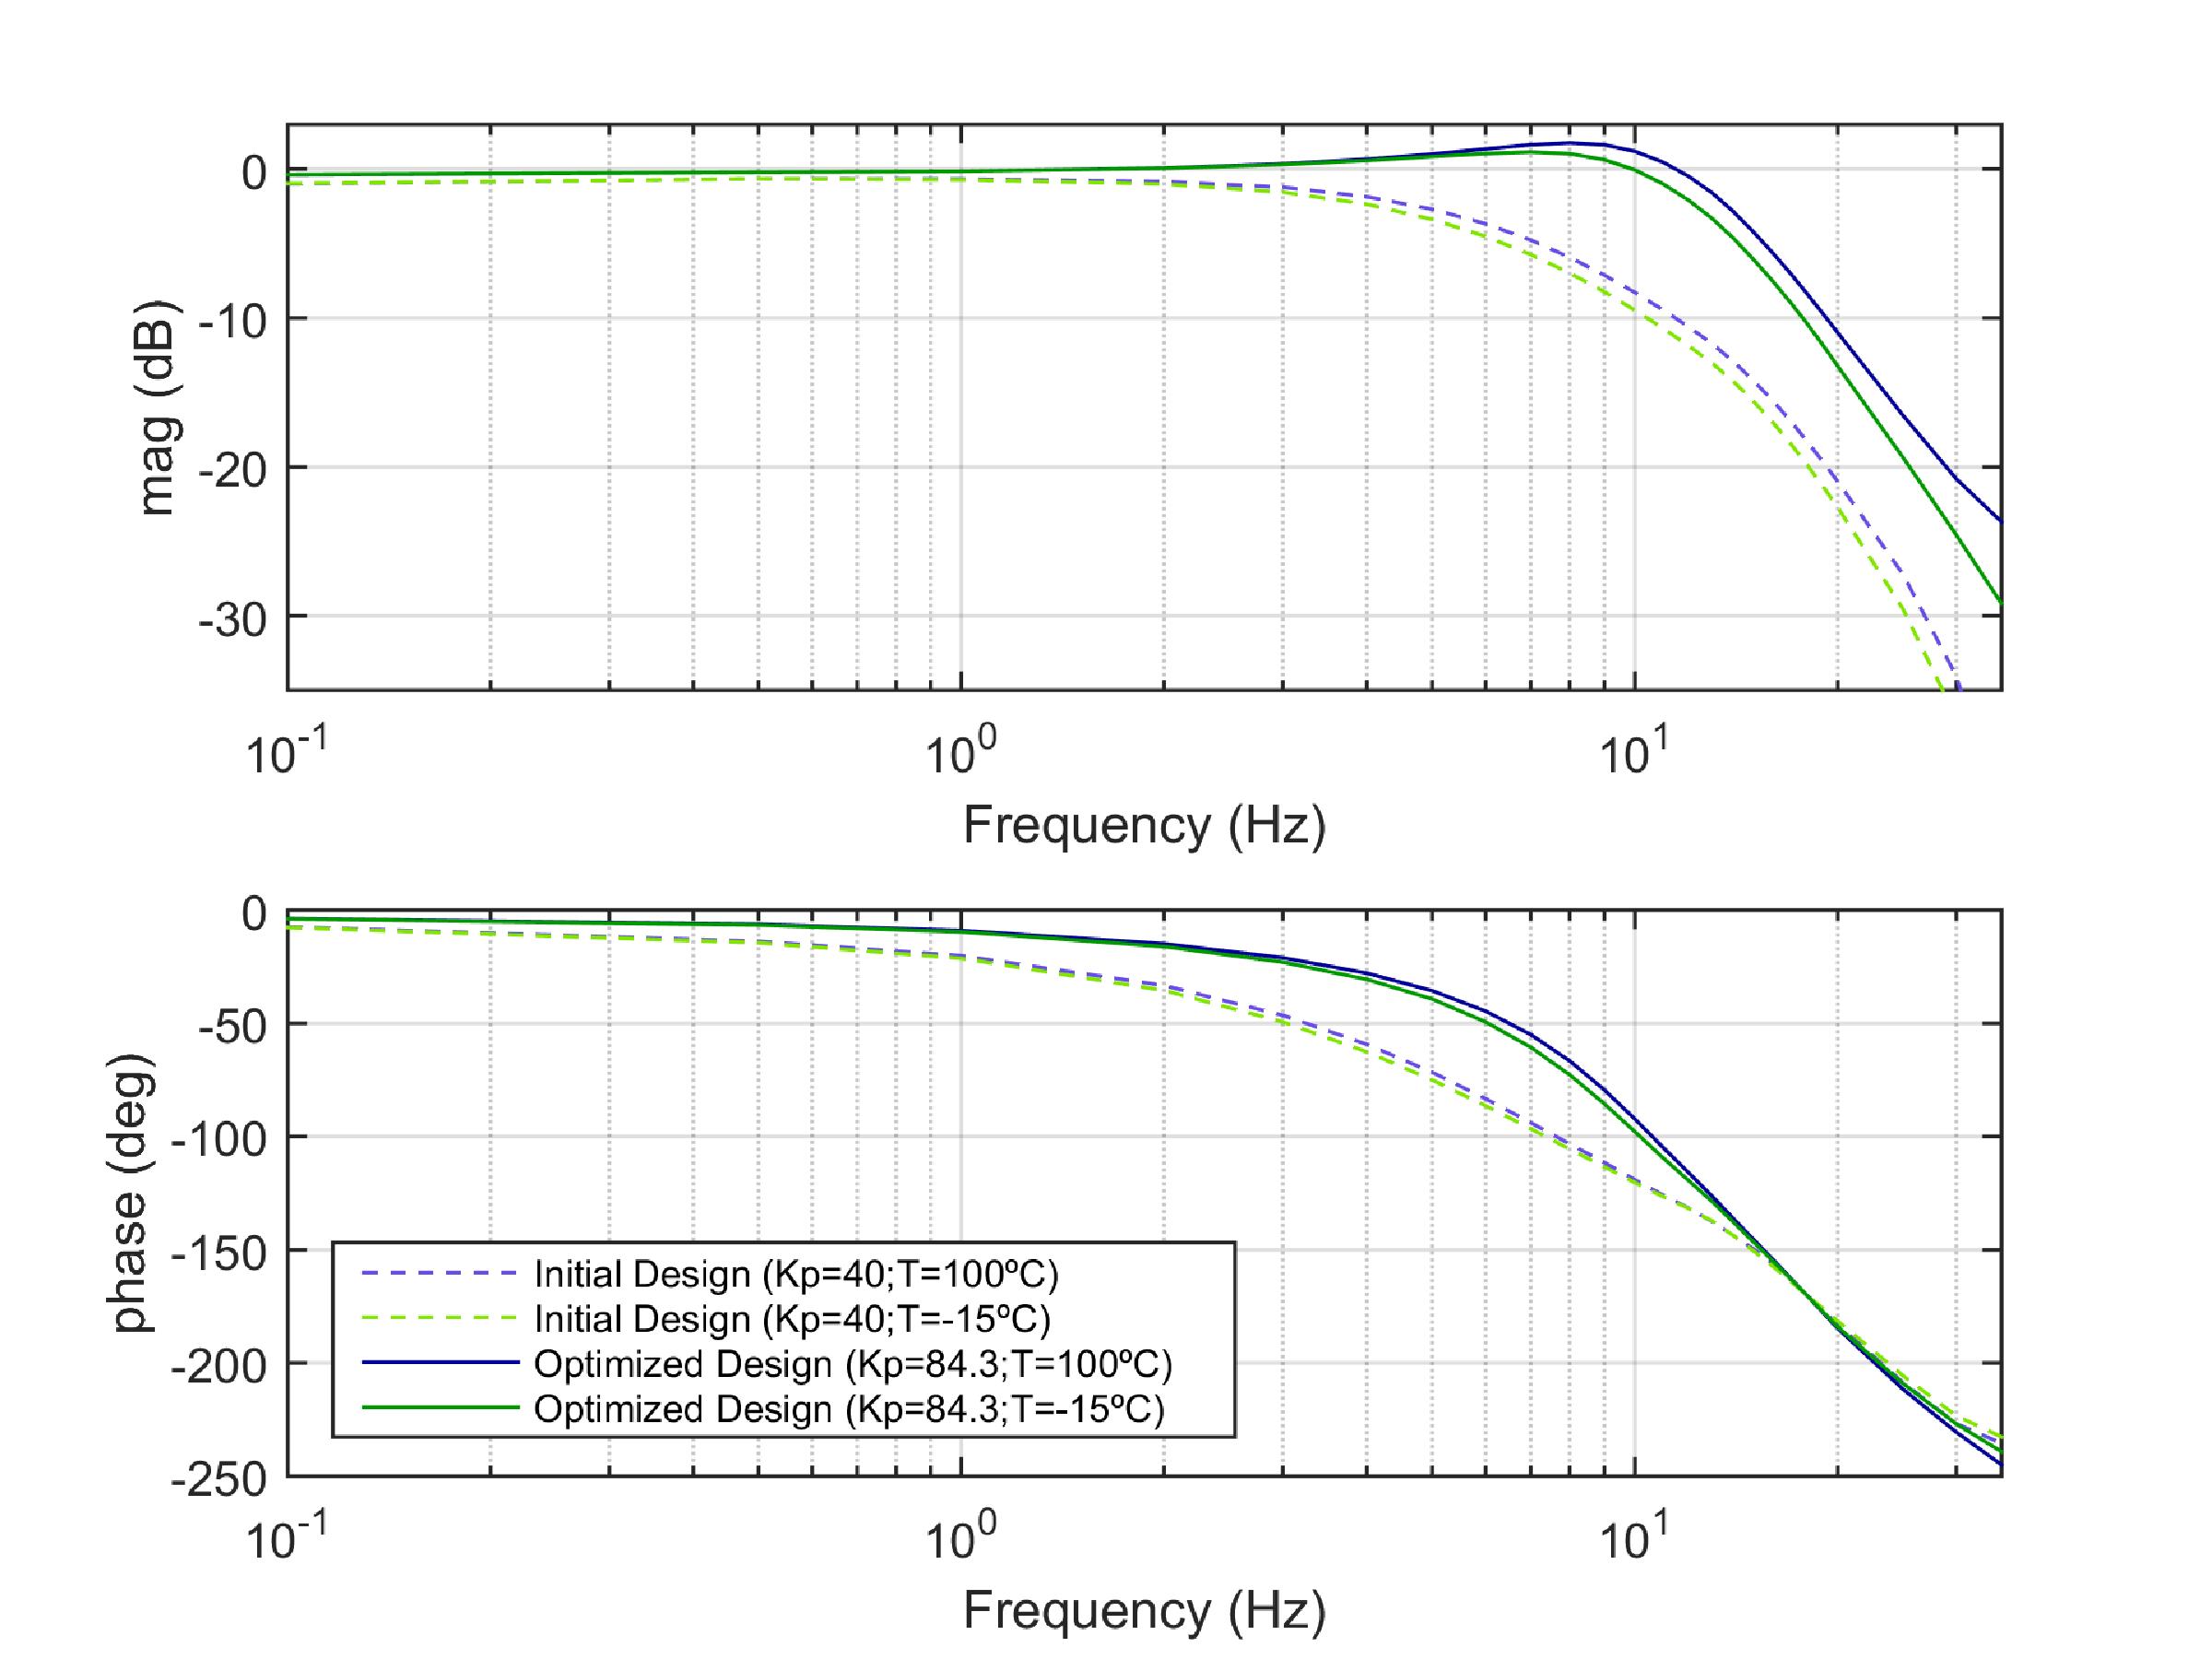 0
-10
-20
-30
mag (dB)
10-1
100
101
Frequency (Hz)
0
-50
-100
-150
-200
-250
phase (deg)
Initial Design (Kp=40;T=100ºC)
Initial Design (Kp=40;T=-15ºC)
Optimized Design (Kp=84.3;T=100ºC)
Optimized Design (Kp=84.3;T=-15ºC)
10-1
100
101
Frequency (Hz)